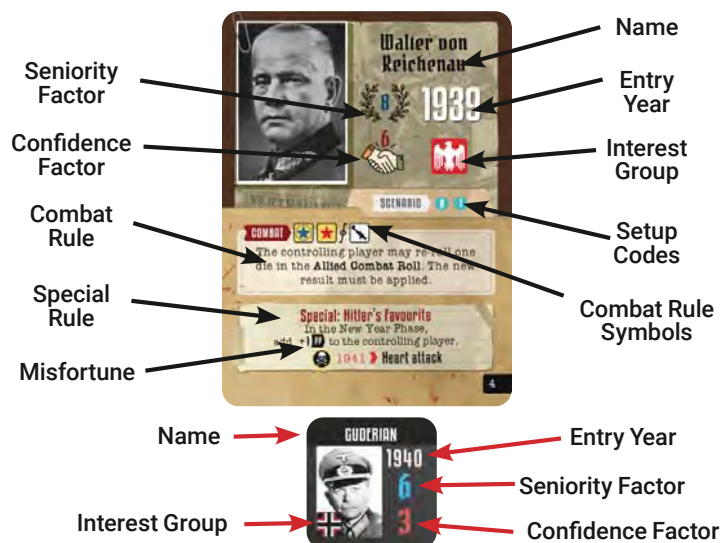 Name
Walter von
Reichenau
Seniority
Factor
8
1939
Entry
Year
Confidence
Factor
6
Interest
Group
SCENARIO
Setup
Codes
Combat
Rule
COMBAT
The controlling player may re-roll one
die in the Allied Combat Roll. The new
result must be applied.
Special
Rule
Combat Rule
Symbols
Special: Hitler's Favourite
In the New Year Phase,
add +1 to the controlling player.
Misfortune
1941 Heart attack
4
Name
GUDERIAN
Entry Year
1940
6
Seniority Factor
Interest Group
3
Confidence Factor